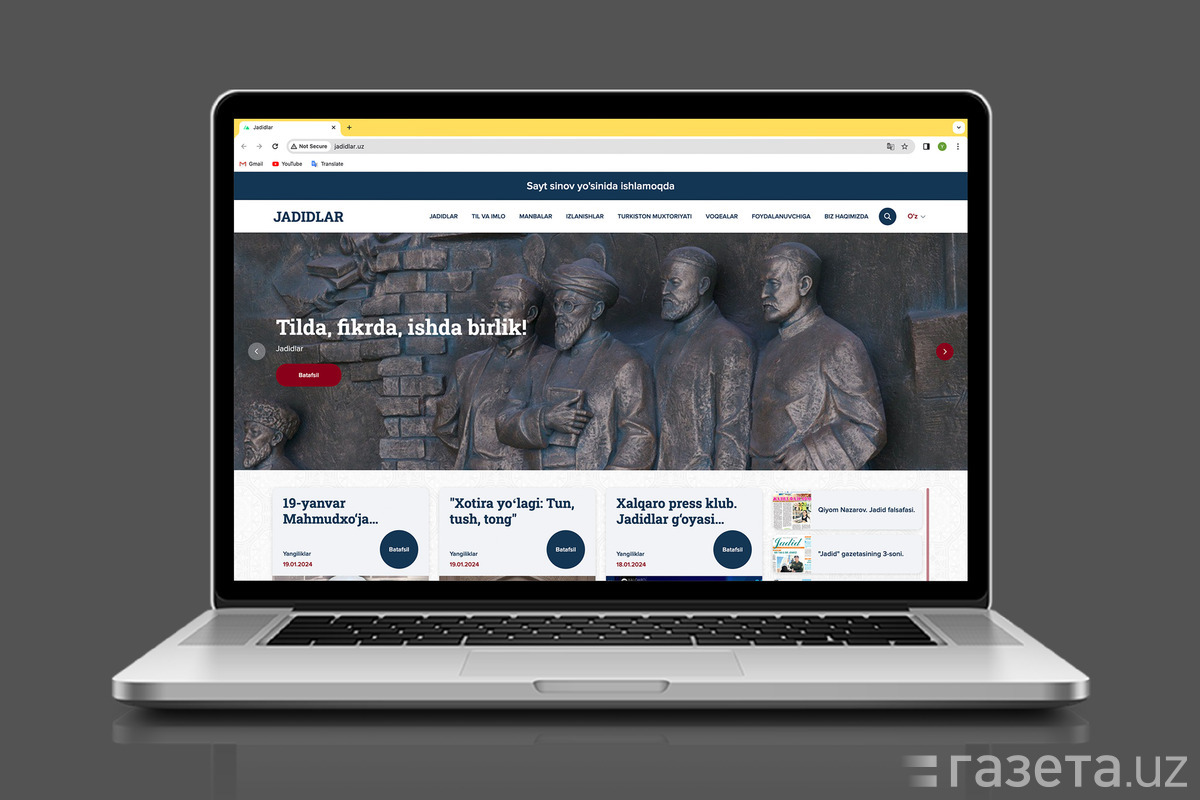 Jadidlar
Not Secure
jadidlar.uz
Gmail
YouTube
Translate
Sayt sinov yo'sinida ishlamoqda
JADIDLAR
JADIDLAR
TIL VA IMLO
MANBALAR
IZLANISHLAR
TURKISTON MUXTORIYATI
VOQEALAR
FOYDALANUVCHIGA
BIZ HAQIMIZDA
O'z
Tilda, fikrda, ishda birlik!
Jadidlar
Batafsil
19-yanvar
Mahmudxo‘ja...
Yangiliklar
19.01.2024
Batafsil
"Xotira yo‘lagi: Tun,
tush, tong"
Yangiliklar
19.01.2024
Batafsil
Xalqaro press klub.
Jadidlar g‘oyasi...
Yangiliklar
18.01.2024
Batafsil
Qiyom Nazarov. Jadid falsafasi.
Jadid
"Jadid" gazetasining 3-soni.
газета.uz